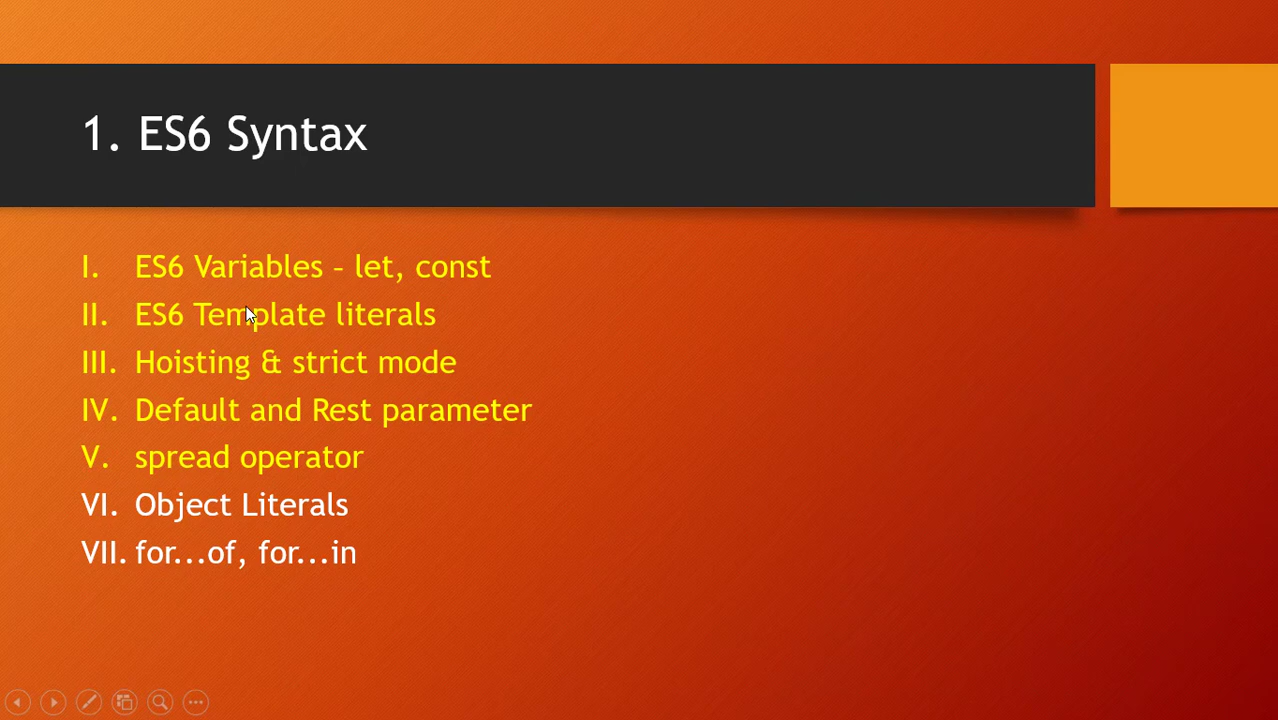 1. ES6 Syntax
I. ES6 Variables – let, const
II. ES6 Template literals
III. Hoisting & strict mode
IV. Default and Rest parameter
V. spread operator
VI. Object Literals
VII. for...of, for...in